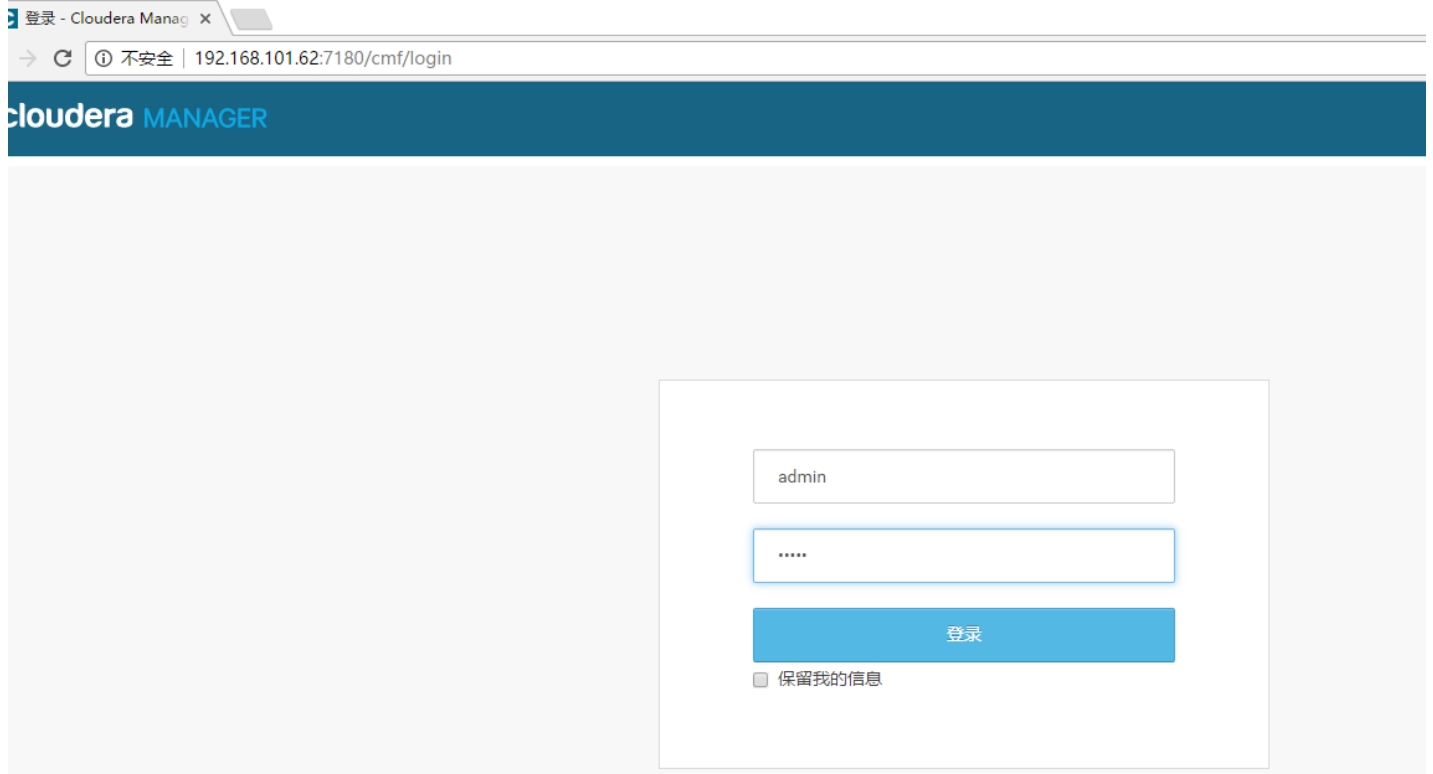 登录 - Cloudera Manag
不安全 192.168.101.62:7180/cmf/login
cloudera MANAGER
admin
•••••
登录
保留我的信息